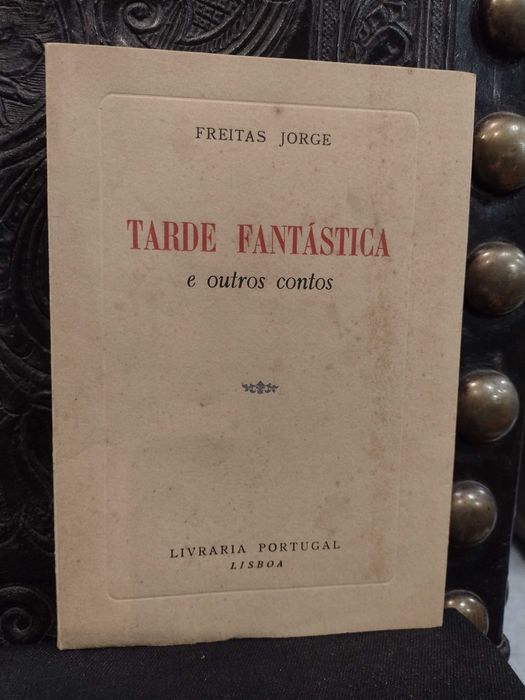 FREITAS JORGE
TARDE FANTÁSTICA
e outros contos
LIVRARIA PORTUGAL
LISBOA